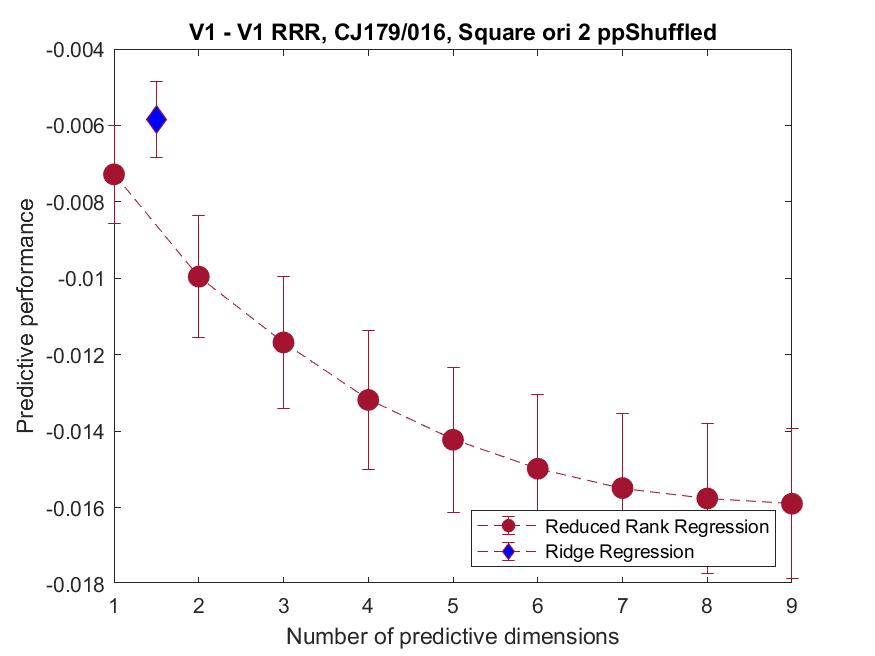 V1 - V1 RRR, CJ179/016, Square ori 2 ppShuffled
Predictive performance
-0.004
-0.006
-0.008
-0.01
-0.012
-0.014
-0.016
-0.018
Reduced Rank Regression
Ridge Regression
1 2 3 4 5 6 7 8 9
Number of predictive dimensions